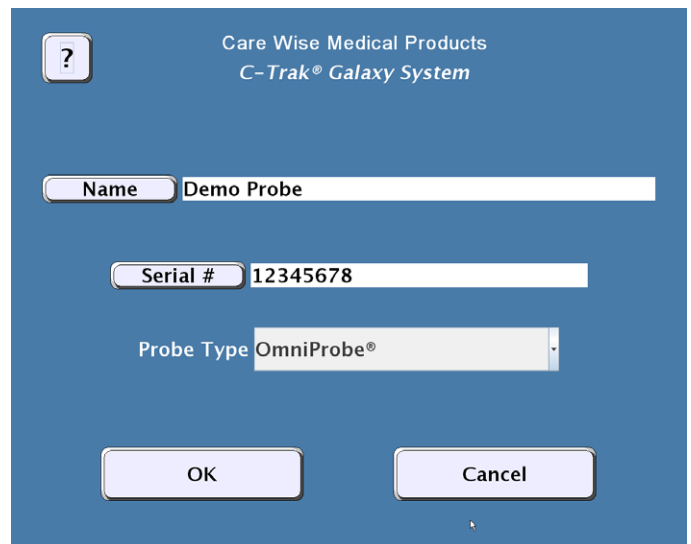 ?
Care Wise Medical Products
C-Trak® Galaxy System
Name Demo Probe
Serial # 12345678
Probe Type OmniProbe®
OK Cancel